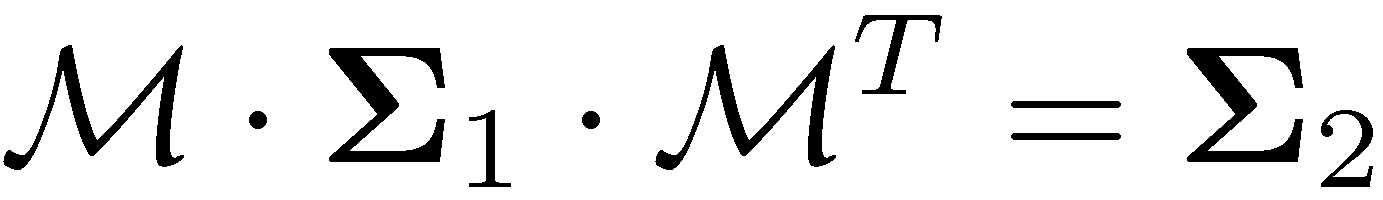 ℳ · 𝚺₁ · ℳᵀ = 𝚺₂